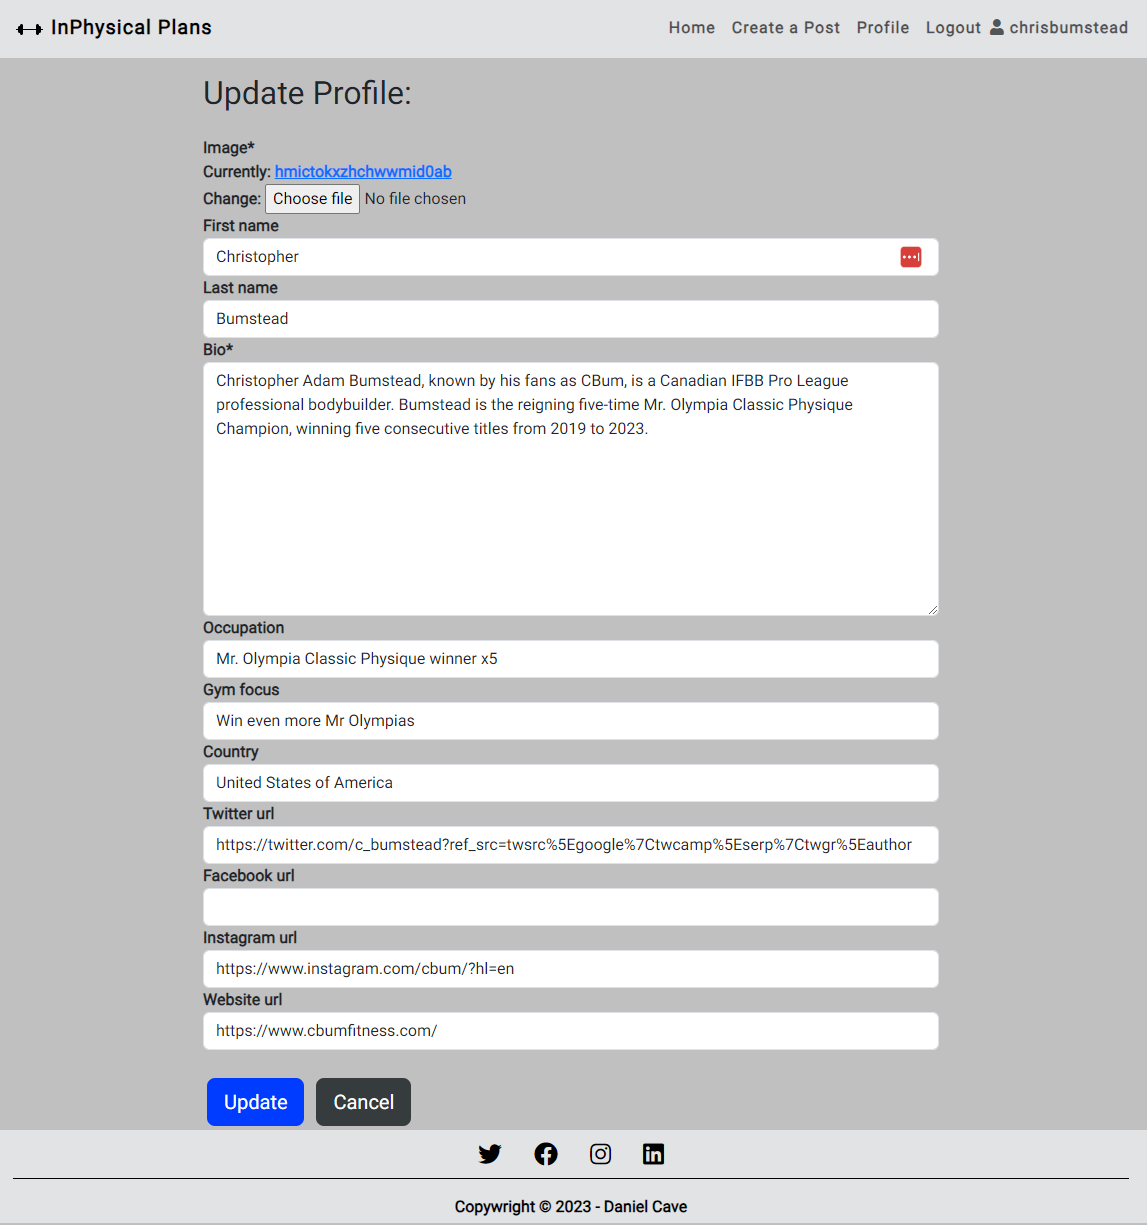 InPhysical Plans
Home Create a Post Profile Logout chrisbumstead
Update Profile:
Image*
Currently: hmictokxzhchwwmid0ab
Change: Choose file No file chosen
First name
Christopher
Last name
Bumstead
Bio*
Christopher Adam Bumstead, known by his fans as CBum, is a Canadian IFBB Pro League
professional bodybuilder. Bumstead is the reigning five-time Mr. Olympia Classic Physique
Champion, winning five consecutive titles from 2019 to 2023.
Occupation
Mr. Olympia Classic Physique winner x5
Gym focus
Win even more Mr Olympias
Country
United States of America
Twitter url
https://twitter.com/c_bumstead?ref_src=twsrc%5Egoogle%7Ctwcamp%5Eserp%7Ctwgr%5Eauthor
Facebook url
Instagram url
https://www.instagram.com/cbum/?hl=en
Website url
https://www.cbumfitness.com/
Update Cancel
Copywright © 2023 - Daniel Cave